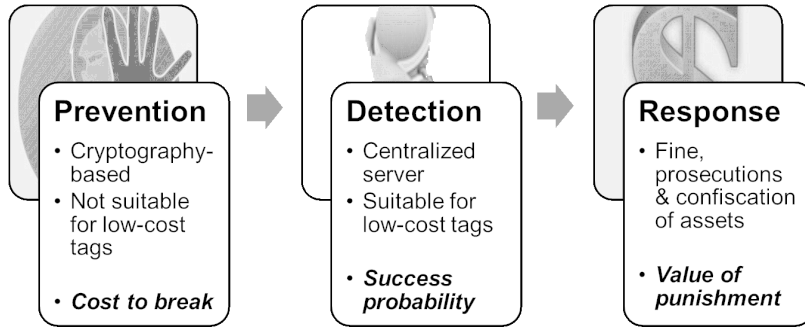 Prevention
• Cryptography-
based
• Not suitable
for low-cost
tags
• Cost to break
Detection
• Centralized
server
• Suitable for
low-cost tags
• Success
probability
Response
• Fine,
prosecutions
& confiscation
of assets
• Value of
punishment